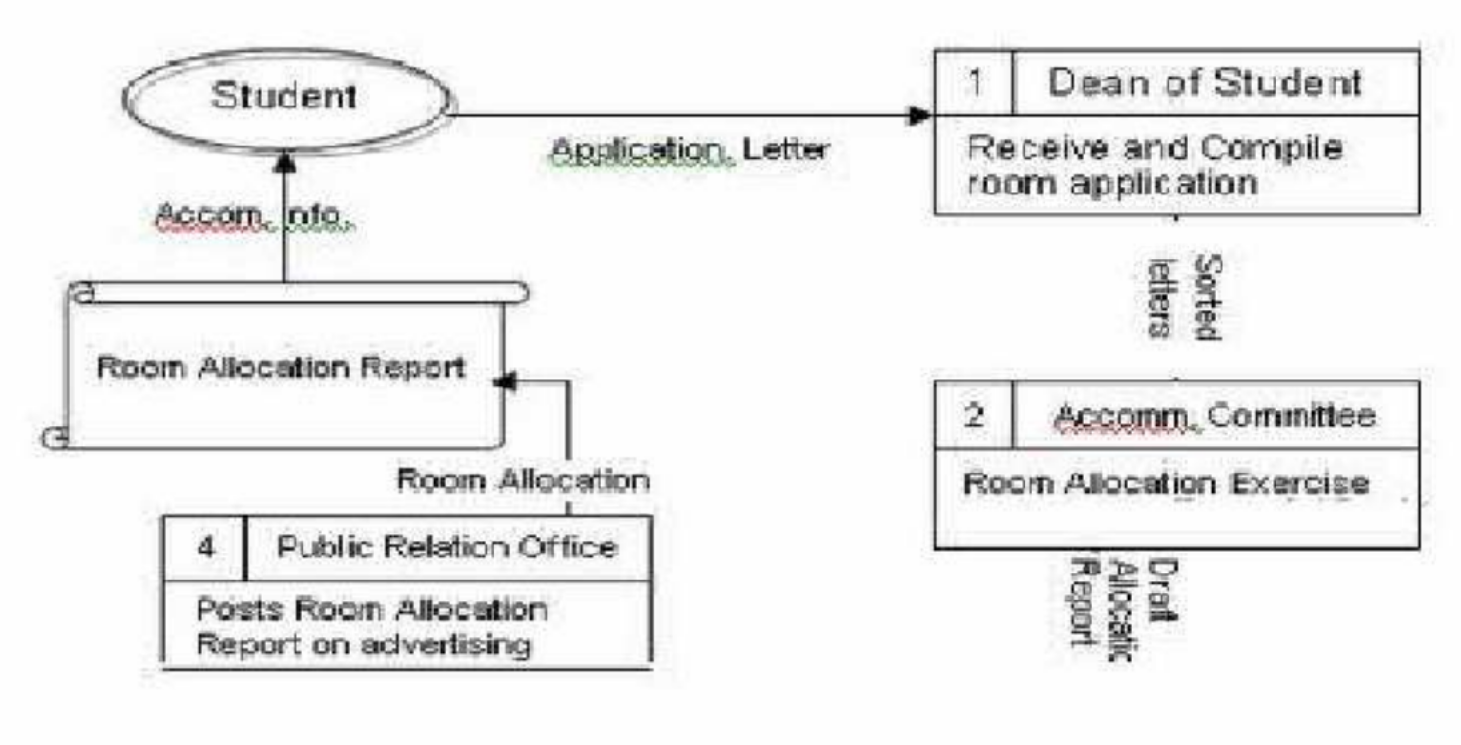 Student
1 Dean of Student
Application, Letter
Receive and Compile
room application
Accom. Info.
Sorted
letters
Room Allocation Report
2 Accomm. Committee
Room Allocation
Room Allocation Exercise
4 Public Relation Office
Posts Room Allocation
Report on advertising
Draft
Allocatic
Report